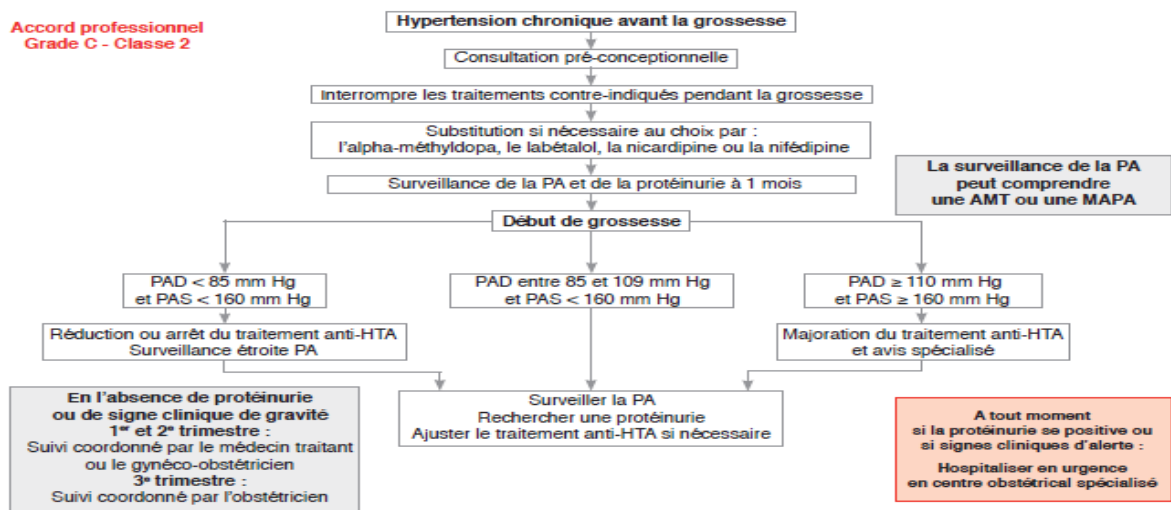 Accord professionnel
Grade C - Classe 2
Hypertension chronique avant la grossesse
Consultation pré-conceptionnelle
Interrompre les traitements contre-indiqués pendant la grossesse
Substitution si nécessaire au choix par :
l'alpha-méthyldopa, le labétalol, la nicardipine ou la nifédipine
Surveillance de la PA et de la protéinurie à 1 mois
La surveillance de la PA
peut comprendre
une AMT ou une MAPA
Début de grossesse
PAD < 85 mm Hg
et PAS < 160 mm Hg
PAD entre 85 et 109 mm Hg
et PAS < 160 mm Hg
PAD ≥ 110 mm Hg
et PAS ≥ 160 mm Hg
Réduction ou arrêt du traitement anti-HTA
Surveillance étroite PA
Majoration du traitement anti-HTA
et avis spécialisé
Surveiller la PA
Rechercher une protéinurie
Ajuster le traitement anti-HTA si nécessaire
En l'absence de protéinurie
ou de signe clinique de gravité
1er et 2e trimestre :
Suivi coordonné par le médecin traitant
ou le gynéco-obstétricien
3e trimestre :
Suivi coordonné par l'obstétricien
A tout moment
si la protéinurie se positive ou
si signes cliniques d'alerte :
Hospitaliser en urgence
en centre obstétrical spécialisé